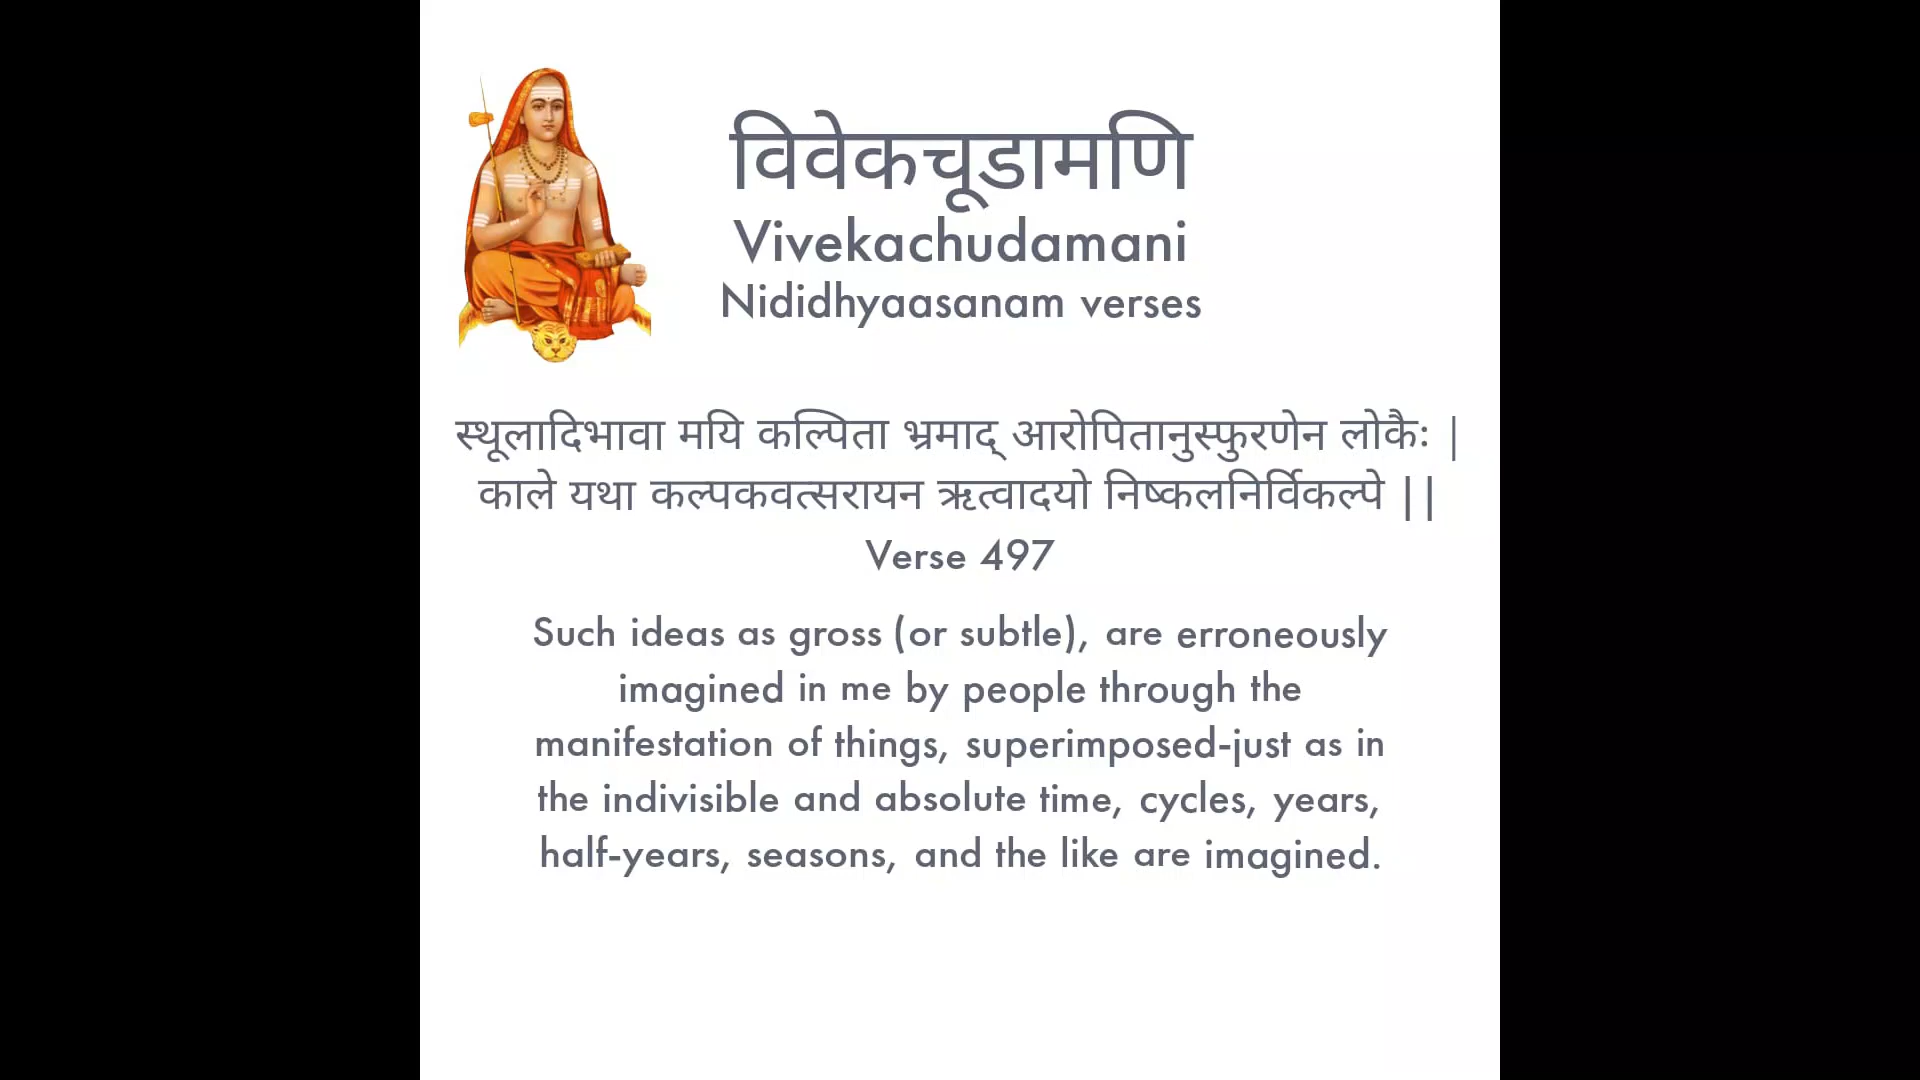 विवेकचूडामणि
Vivekachudamani
Nididhyaasanam verses
स्थूलादिभावा मयि कल्पिता भ्रमाद् आरोपितानुस्फुरणेन लोकैः |
काले यथा कल्पकवत्सरायन ऋत्वादयो निष्कलनिर्विकल्पे ||
Verse 497
Such ideas as gross (or subtle), are erroneously
imagined in me by people through the
manifestation of things, superimposed-just as in
the indivisible and absolute time, cycles, years,
half-years, seasons, and the like are imagined.